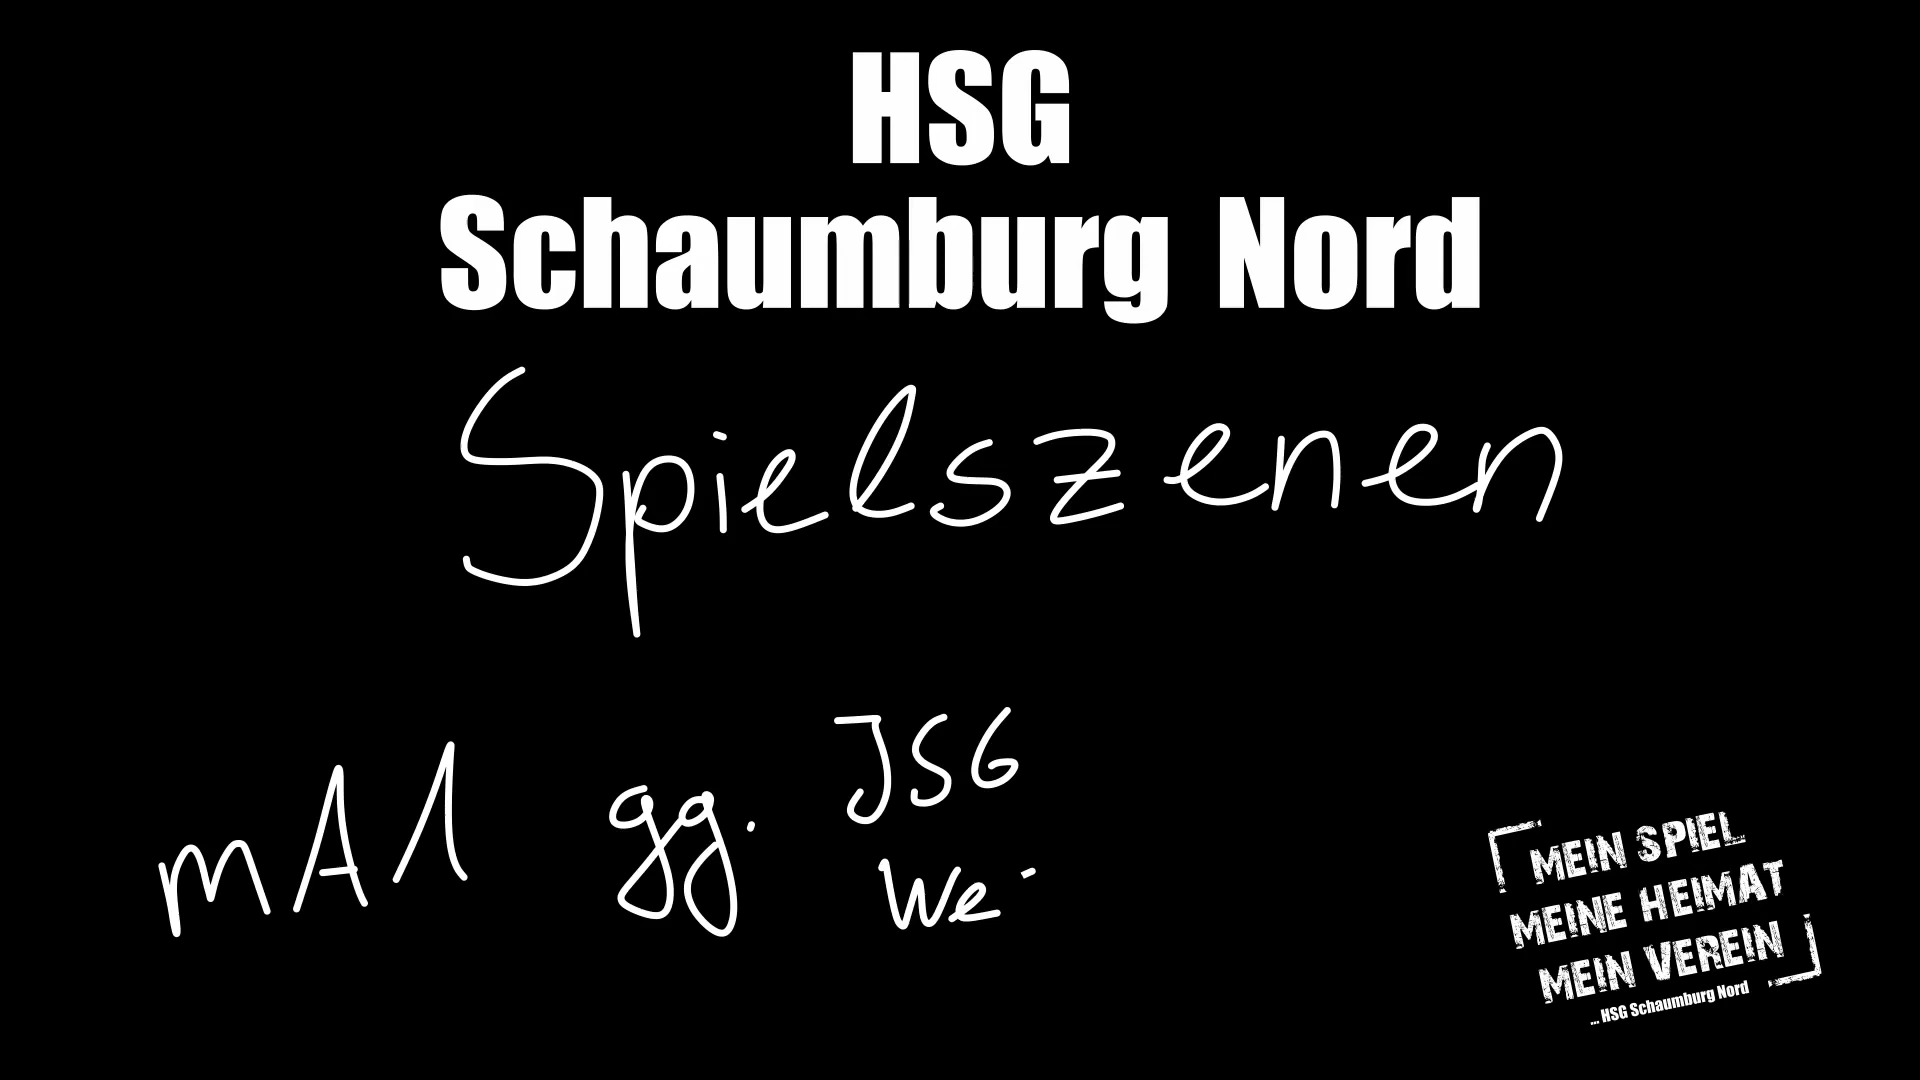 HSG
Schaumburg Nord
Spielszenen
mA1 gg. JSG
We-
MEIN SPIEL
MEINE HEIMAT
MEIN VEREIN
... HSG Schaumburg Nord